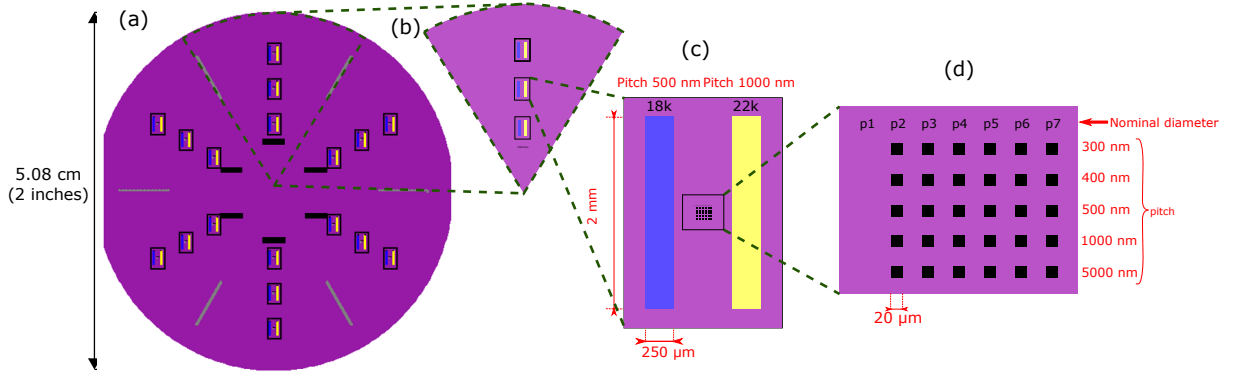 (a)
(b)
(c)
(d)
5.08 cm
(2 inches)
Pitch 500 nm
Pitch 1000 nm
18k
22k
2 mm
250 µm
p1 p2 p3 p4 p5 p6 p7
Nominal diameter
300 nm
400 nm
500 nm
1000 nm
5000 nm
pitch
20 µm